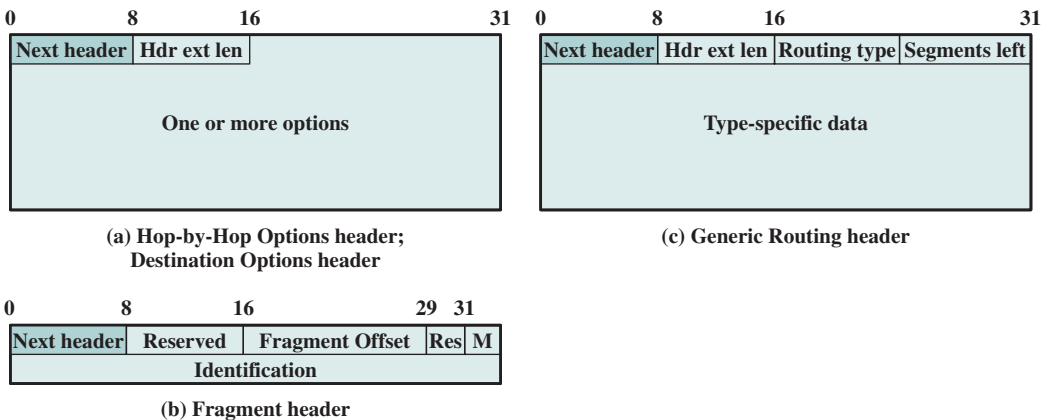 0 8 16 31
Next header Hdr ext len
One or more options
(a) Hop-by-Hop Options header;
Destination Options header
0 8 16 31
Next header Hdr ext len Routing type Segments left
Type-specific data
(c) Generic Routing header
0 8 16 29 31
Next header Reserved Fragment Offset Res M
Identification
(b) Fragment header